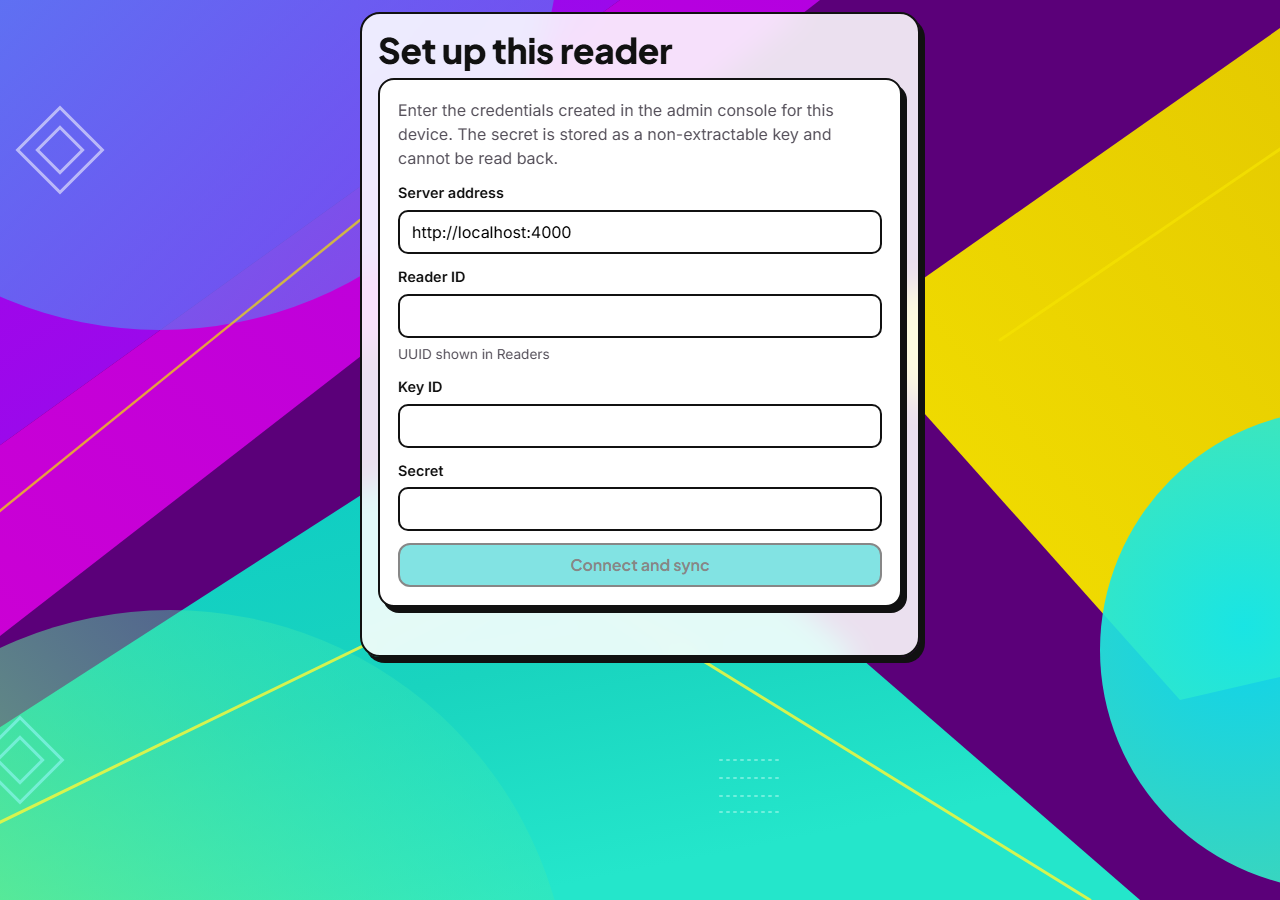 Set up this reader
Enter the credentials created in the admin console for this
device. The secret is stored as a non-extractable key and
cannot be read back.
Server address
http://localhost:4000
Reader ID
UUID shown in Readers
Key ID
Secret
Connect and sync